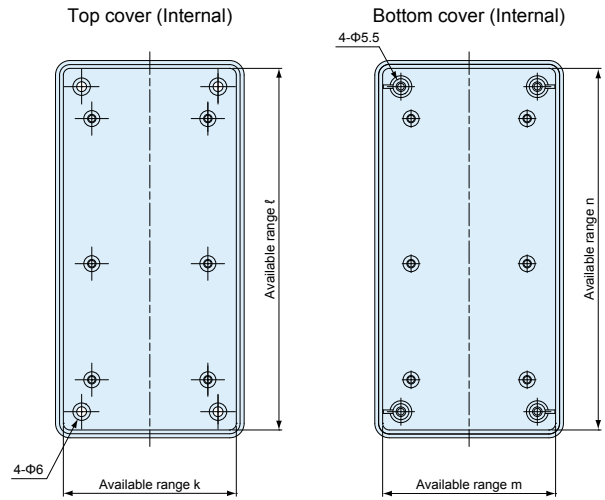 Top cover (Internal)
Bottom cover (Internal)
4-Φ5.5
Available range ℓ
Available range n
4-Φ6
Available range k
Available range m